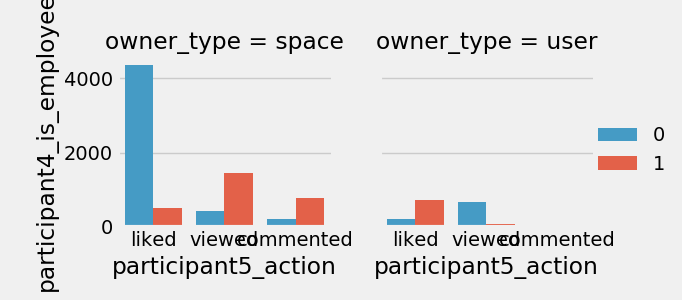 owner_type = space
owner_type = user
participant4_is_employee
4000
2000
0
liked
viewed
commented
liked
viewed
commented
participant5_action
participant5_action
0
1